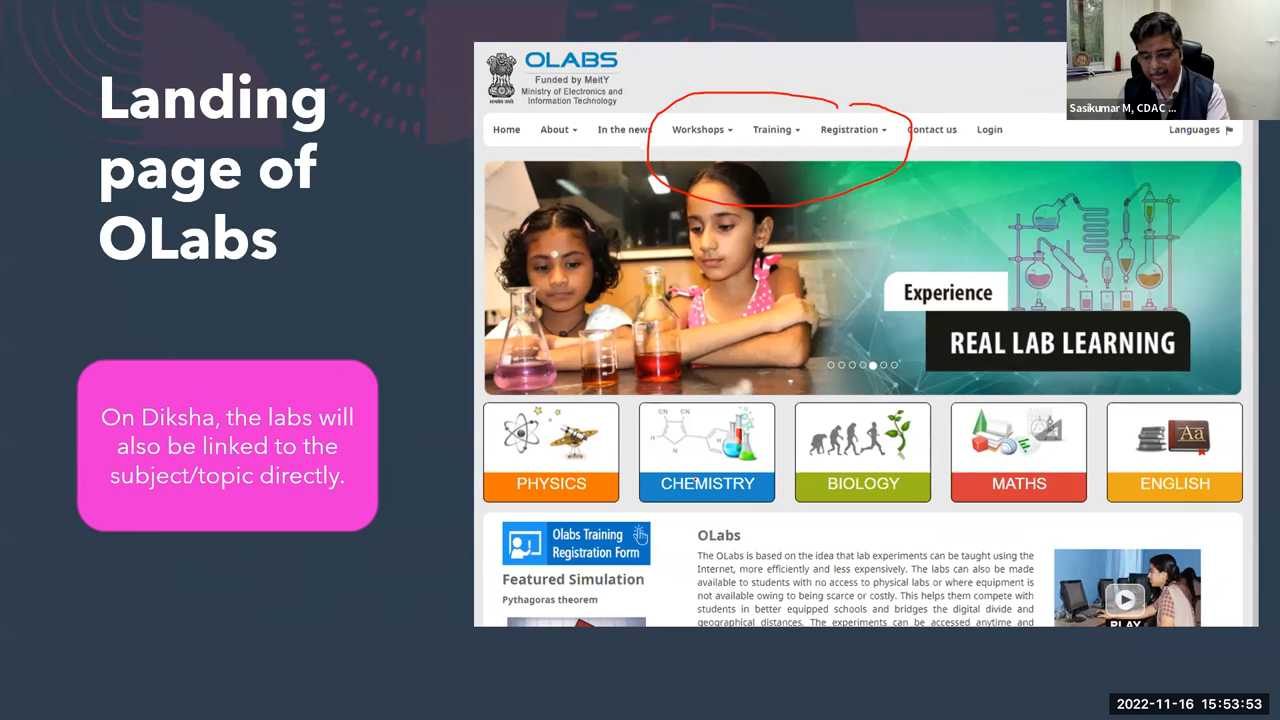 Landing
page of
OLabs
On Diksha, the labs will
also be linked to the
subject/topic directly.
OLABS
Funded by MeitY
Ministry of Electronics and
Information Technology
सत्यमेव जयते
Home About In the news Workshops Training Registration Contact us Login Languages
Experience
REAL LAB LEARNING
CN CN
H N H
PHYSICS CHEMISTRY BIOLOGY MATHS ENGLISH
Aa
Olabs Training
Registration Form
Featured Simulation
Pythagoras theorem
OLabs
The OLabs is based on the idea that lab experiments can be taught using the
Internet, more efficiently and less expensively. The labs can also be made
available to students with no access to physical labs or where equipment is
not available owing to being scarce or costly. This helps them compete with
students in better equipped schools and bridges the digital divide and
geographical distances. The experiments can be accessed anytime and
PLAY
Sasikumar M, CDAC ...
2022-11-16 15:53:53